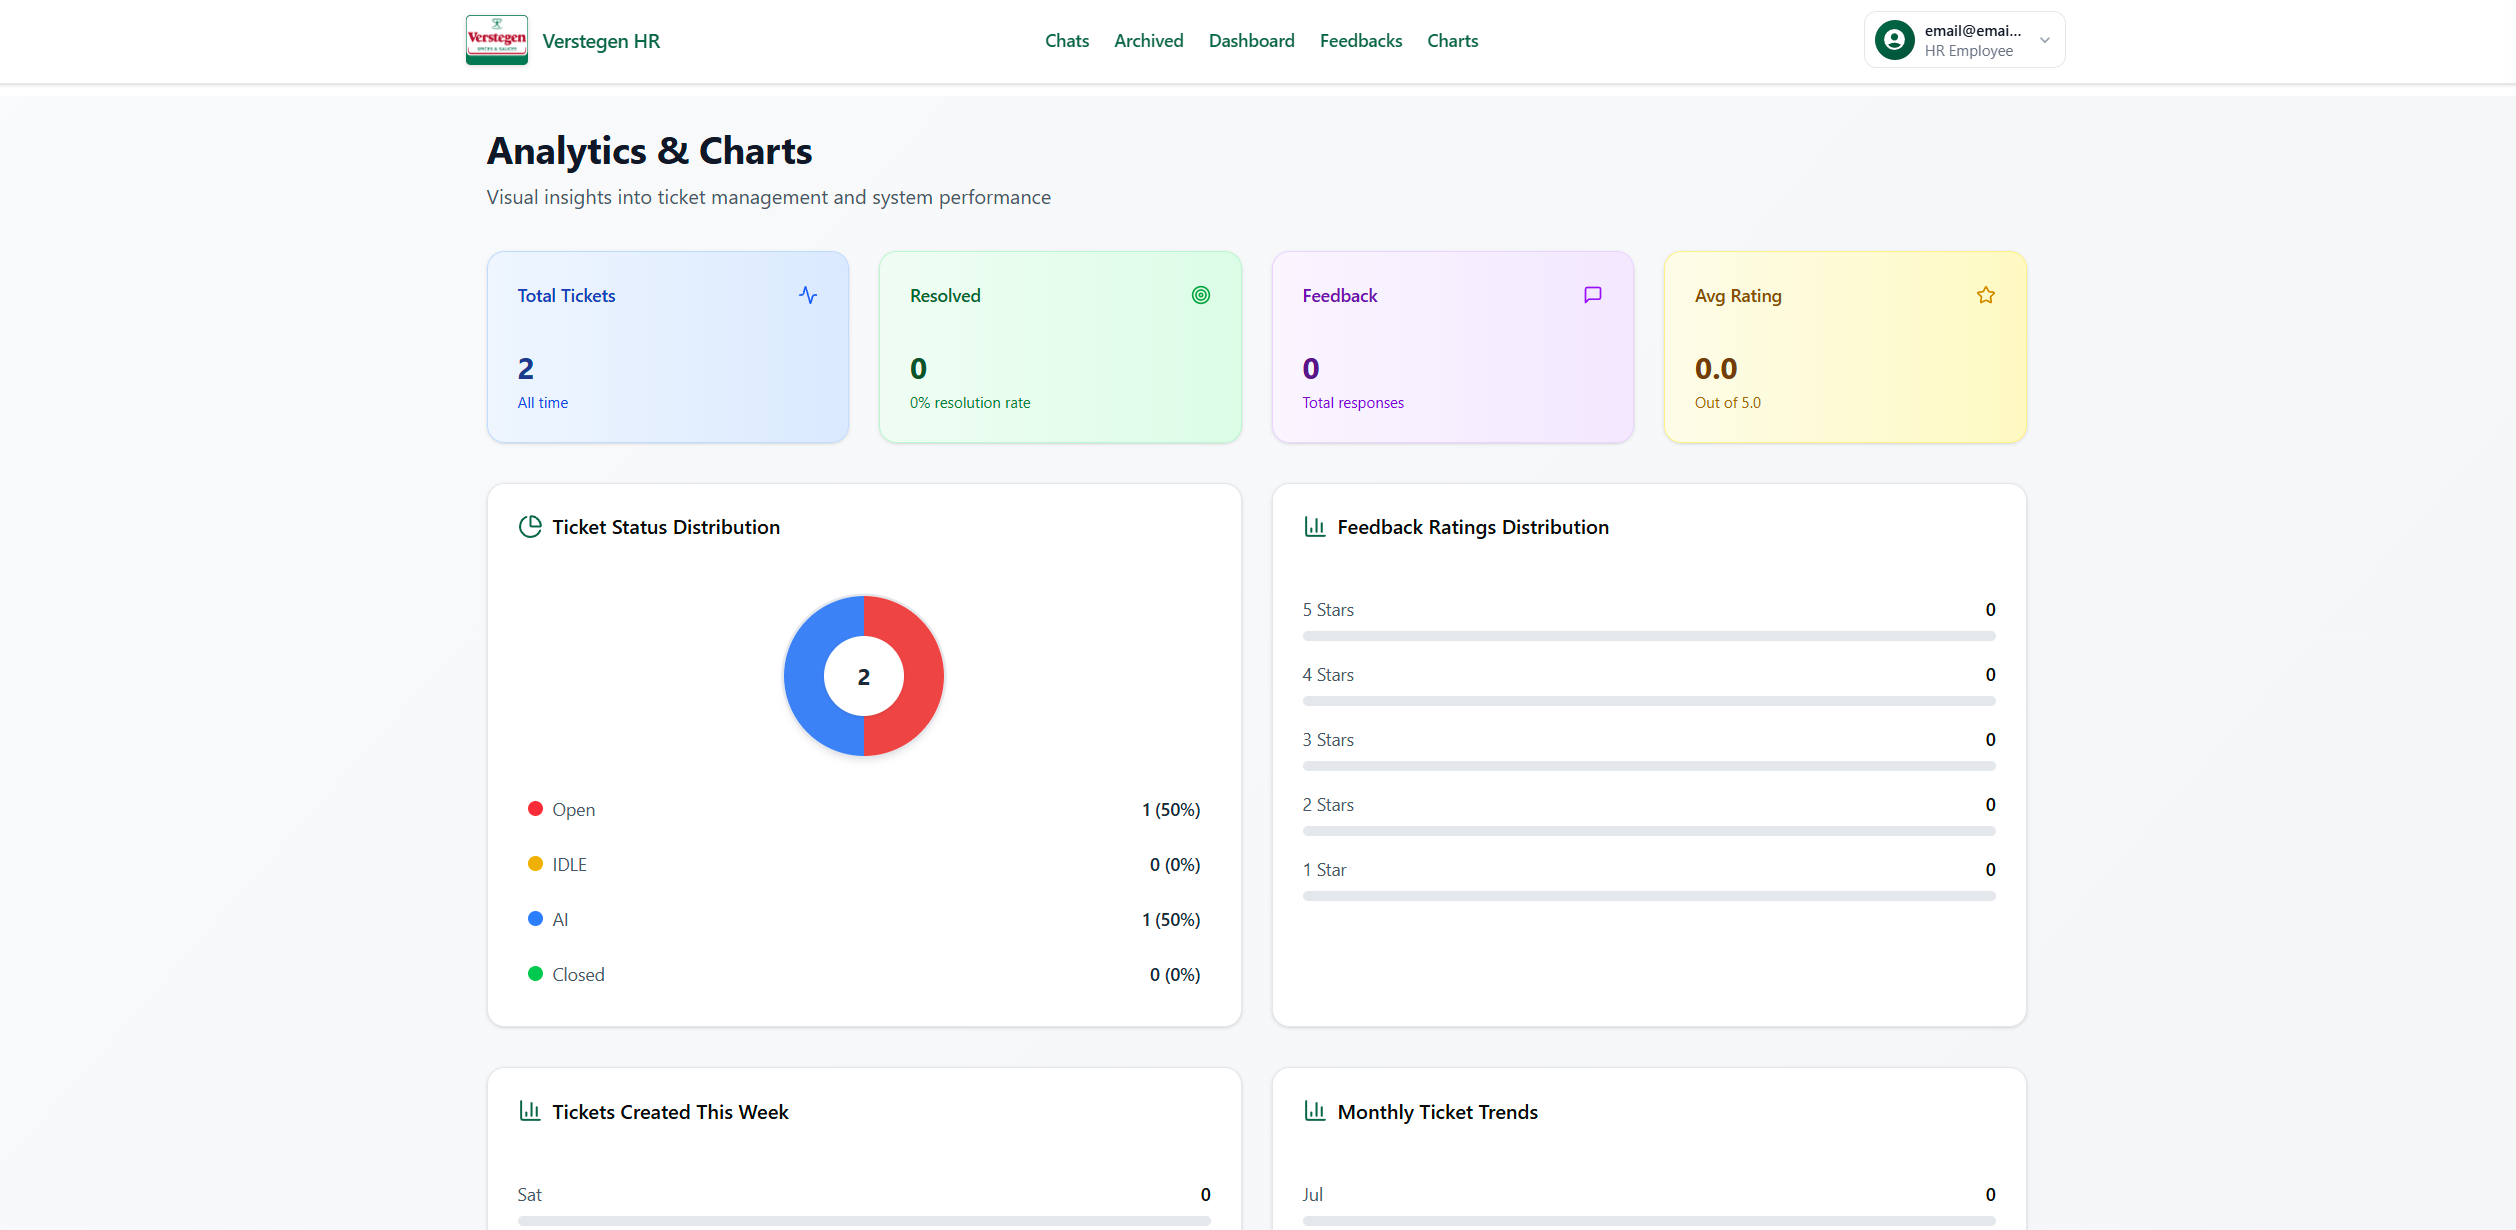 Verstegen
SPICES & SAUCES
Verstegen HR
Chats
Archived
Dashboard
Feedbacks
Charts
email@emai...
HR Employee
Analytics & Charts
Visual insights into ticket management and system performance
Total Tickets
2
All time
Resolved
0
0% resolution rate
Feedback
0
Total responses
Avg Rating
0.0
Out of 5.0
Ticket Status Distribution
2
Open 1 (50%)
IDLE 0 (0%)
AI 1 (50%)
Closed 0 (0%)
Feedback Ratings Distribution
5 Stars 0
4 Stars 0
3 Stars 0
2 Stars 0
1 Star 0
Tickets Created This Week
Sat 0
Monthly Ticket Trends
Jul 0